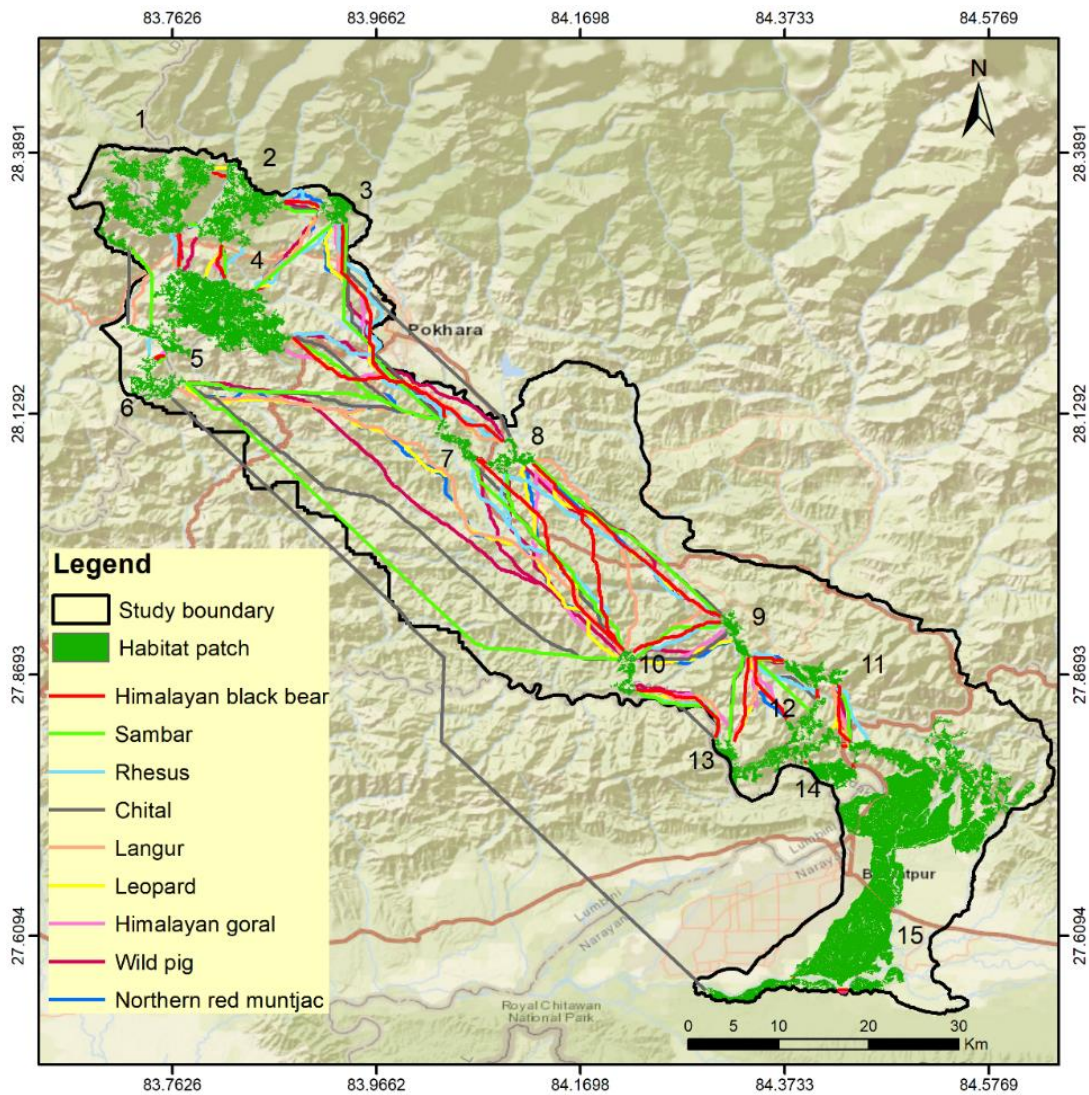 83.7626 83.9662 84.1698 84.3733 84.5769
N
28.3891 28.3891
1
2
3
4
Pokhara
5
6
28.1292 28.1292
7
8
Legend
Study boundary
Habitat patch
Himalayan black bear
Sambar
Rhesus
Chital
Langur
Leopard
Himalayan goral
Wild pig
Northern red muntjac
9
10
11
27.8693 27.8693
12
13
14
Lumbini
Narayani
Lumbini
Narayani
15
27.6094 27.6094
Royal Chitawan
National Park
0 5 10 20 30
Km
83.7626 83.9662 84.1698 84.3733 84.5769